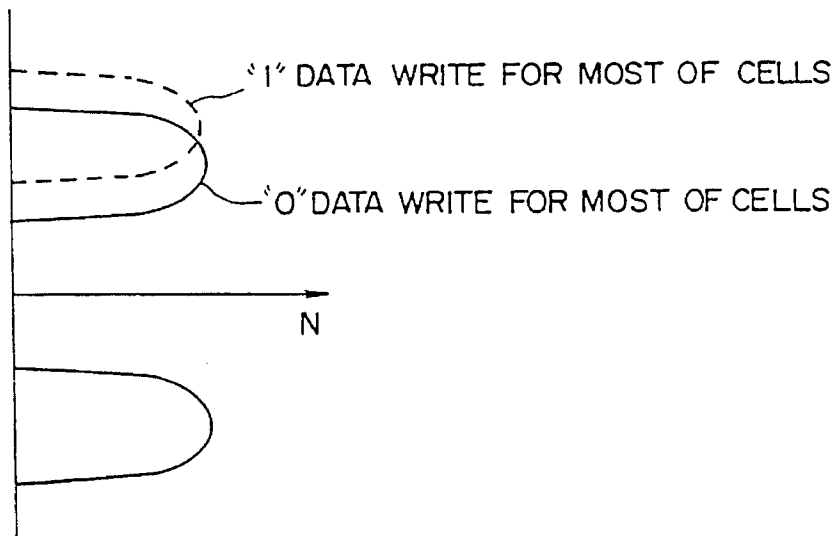 "1" DATA WRITE FOR MOST OF CELLS
"0" DATA WRITE FOR MOST OF CELLS
N